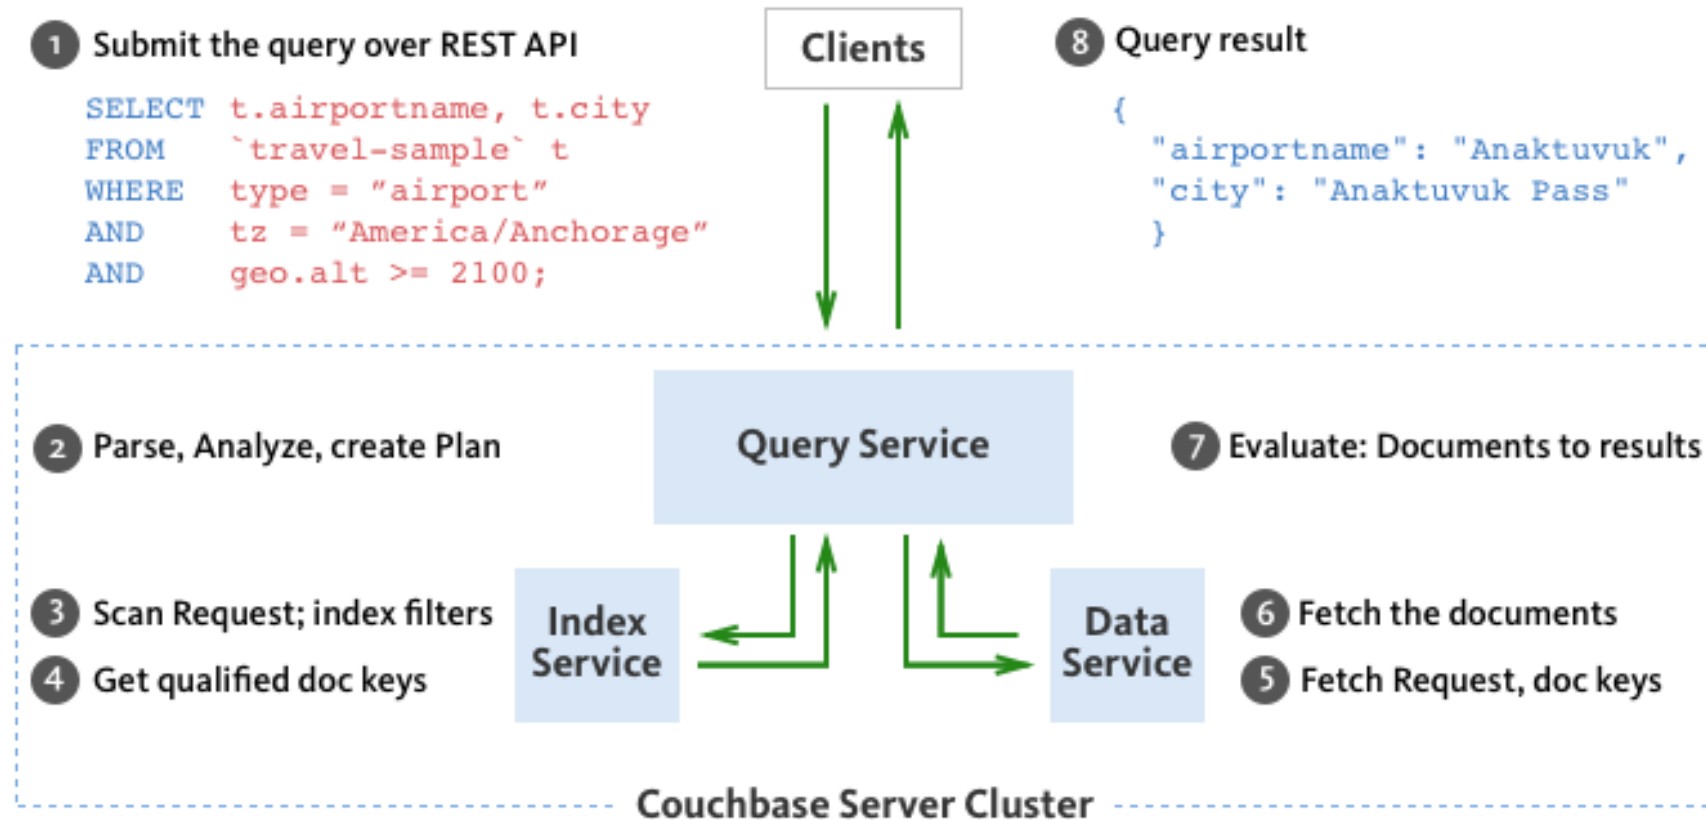 1 Submit the query over REST API
SELECT t.airportname, t.city
FROM `travel-sample` t
WHERE type = ”airport”
AND tz = “America/Anchorage”
AND geo.alt >= 2100;
Clients
8 Query result
{
"airportname": "Anaktuvuk",
"city": "Anaktuvuk Pass"
}
2 Parse, Analyze, create Plan
Query Service
7 Evaluate: Documents to results
3 Scan Request; index filters
4 Get qualified doc keys
Index
Service
Data
Service
6 Fetch the documents
5 Fetch Request, doc keys
Couchbase Server Cluster